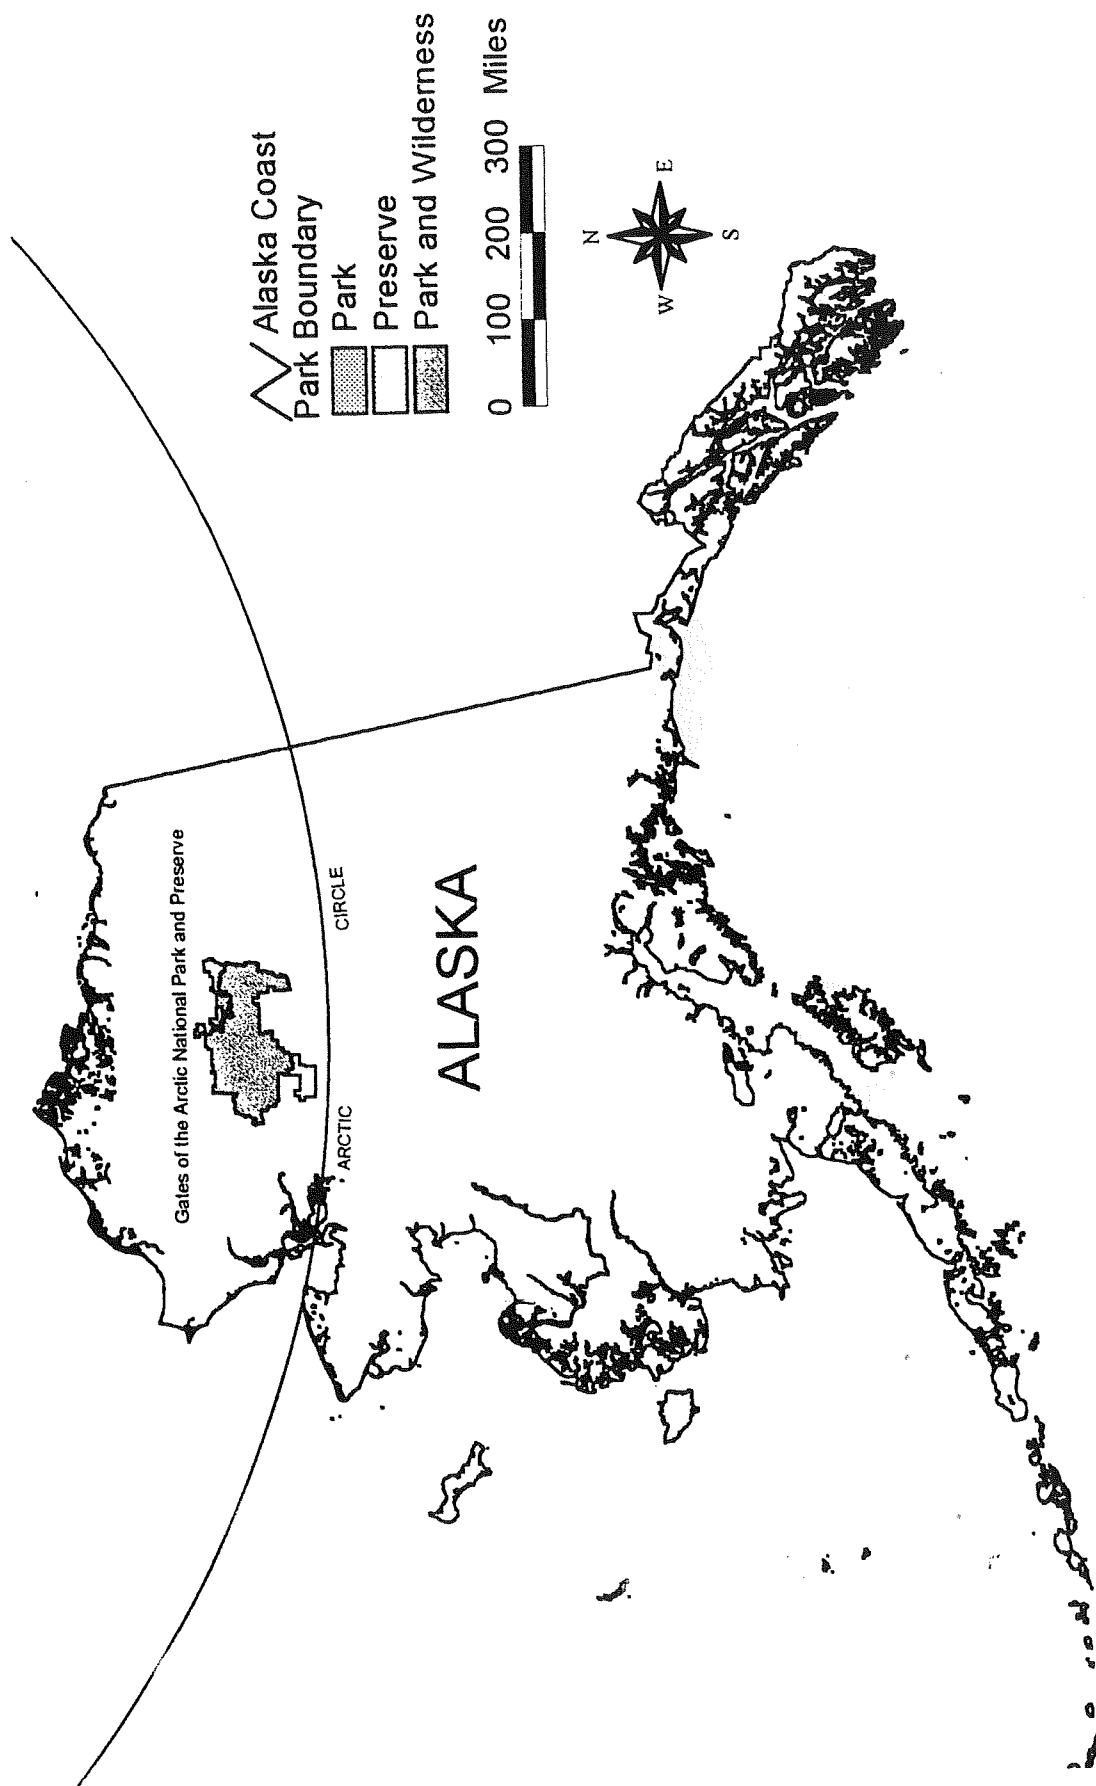 Gates of the Arctic National Park and Preserve
ARCTIC CIRCLE
ALASKA
Alaska Coast
Park Boundary
Park
Preserve
Park and Wilderness
0 100 200 300 Miles
N
W E
S